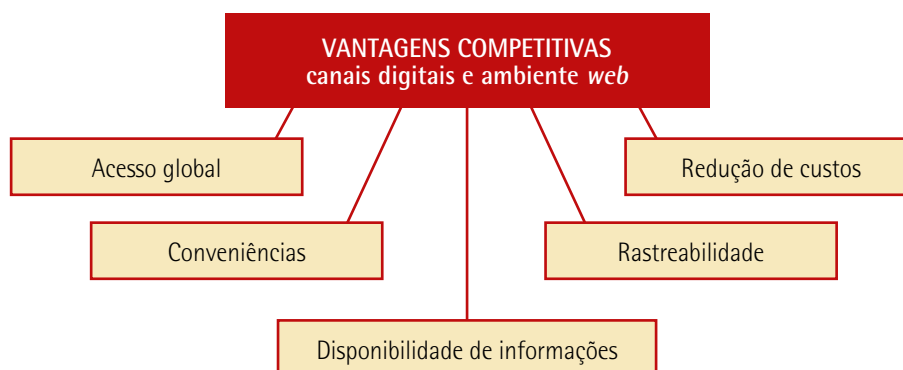 VANTAGENS COMPETITIVAS
canais digitais e ambiente web
Acesso global
Redução de custos
Conveniências
Rastreabilidade
Disponibilidade de informações